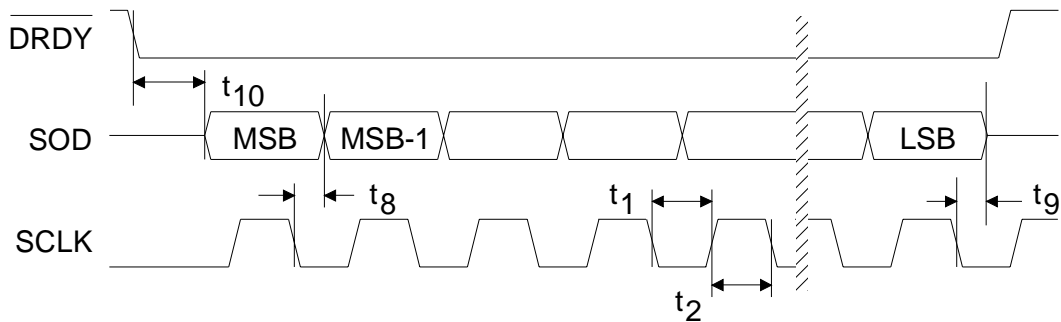 DRDY
t10
SOD
MSB
MSB-1
LSB
t8
t1
t9
SCLK
t2